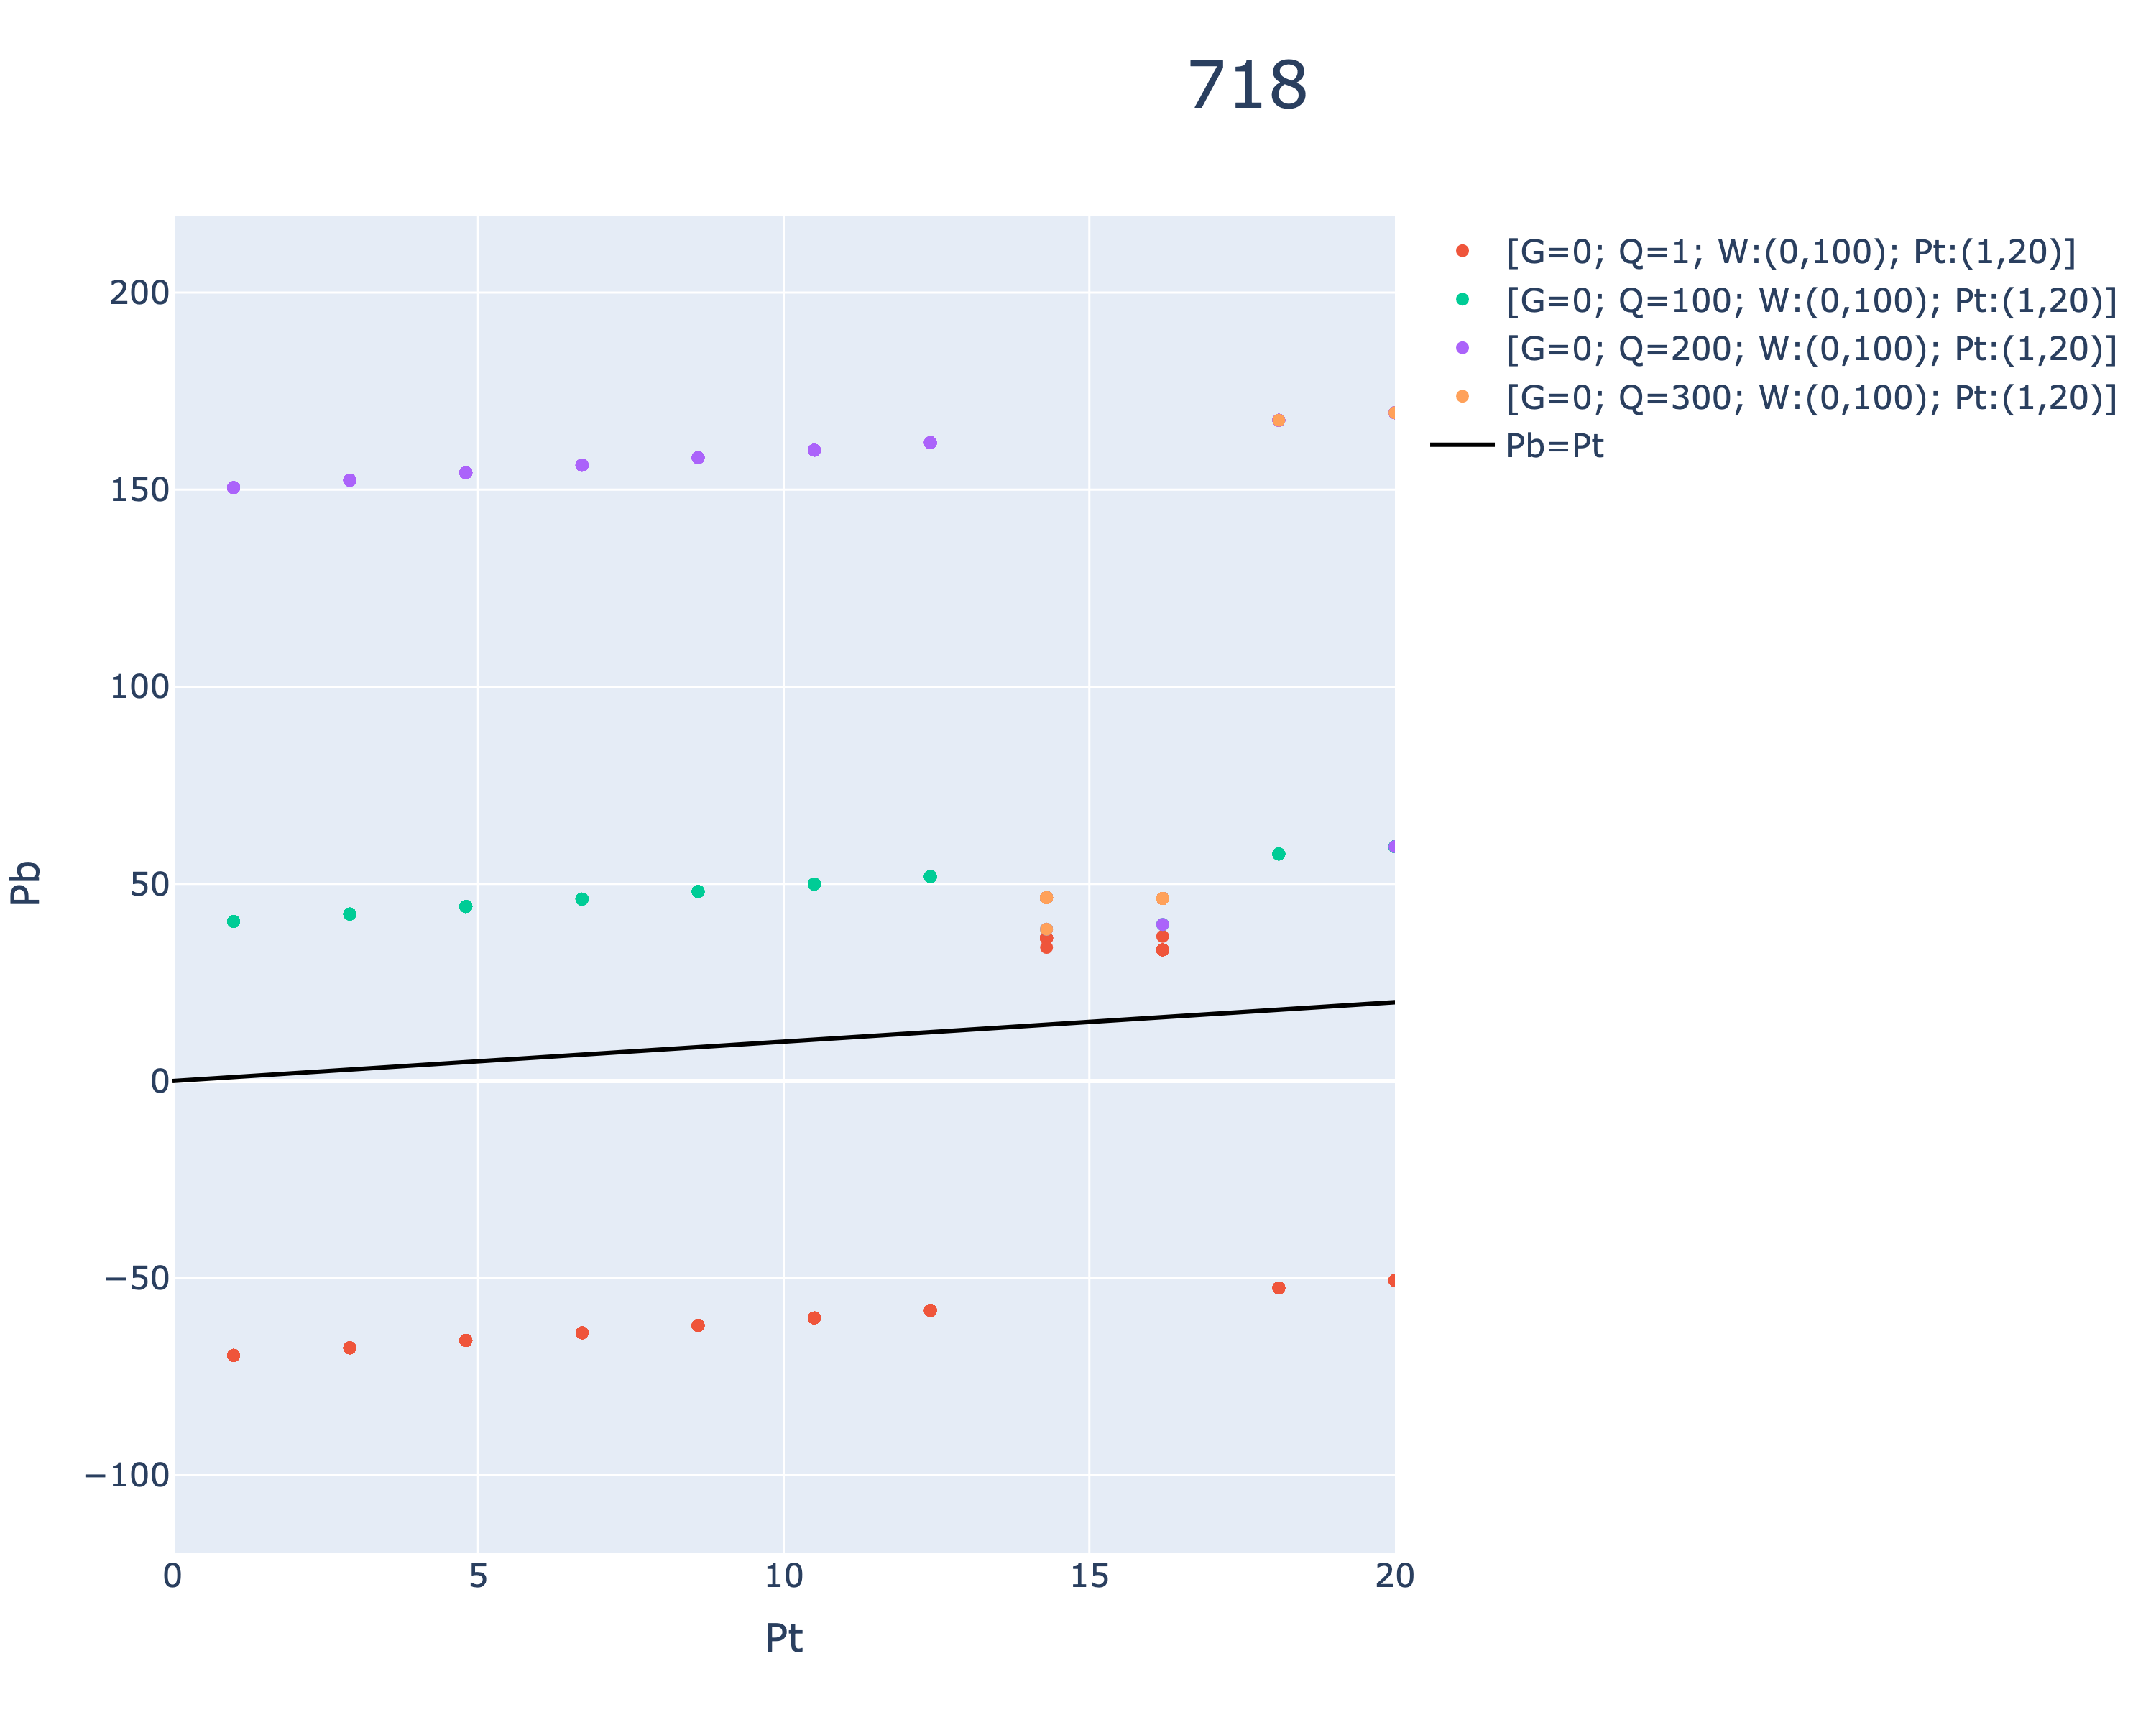 718
[G=0; Q=1; W:(0,100); Pt:(1,20)]
[G=0; Q=100; W:(0,100); Pt:(1,20)]
[G=0; Q=200; W:(0,100); Pt:(1,20)]
[G=0; Q=300; W:(0,100); Pt:(1,20)]
Pb=Pt
200
150
100
50
0
−50
−100
Pb
0 5 10 15 20
Pt